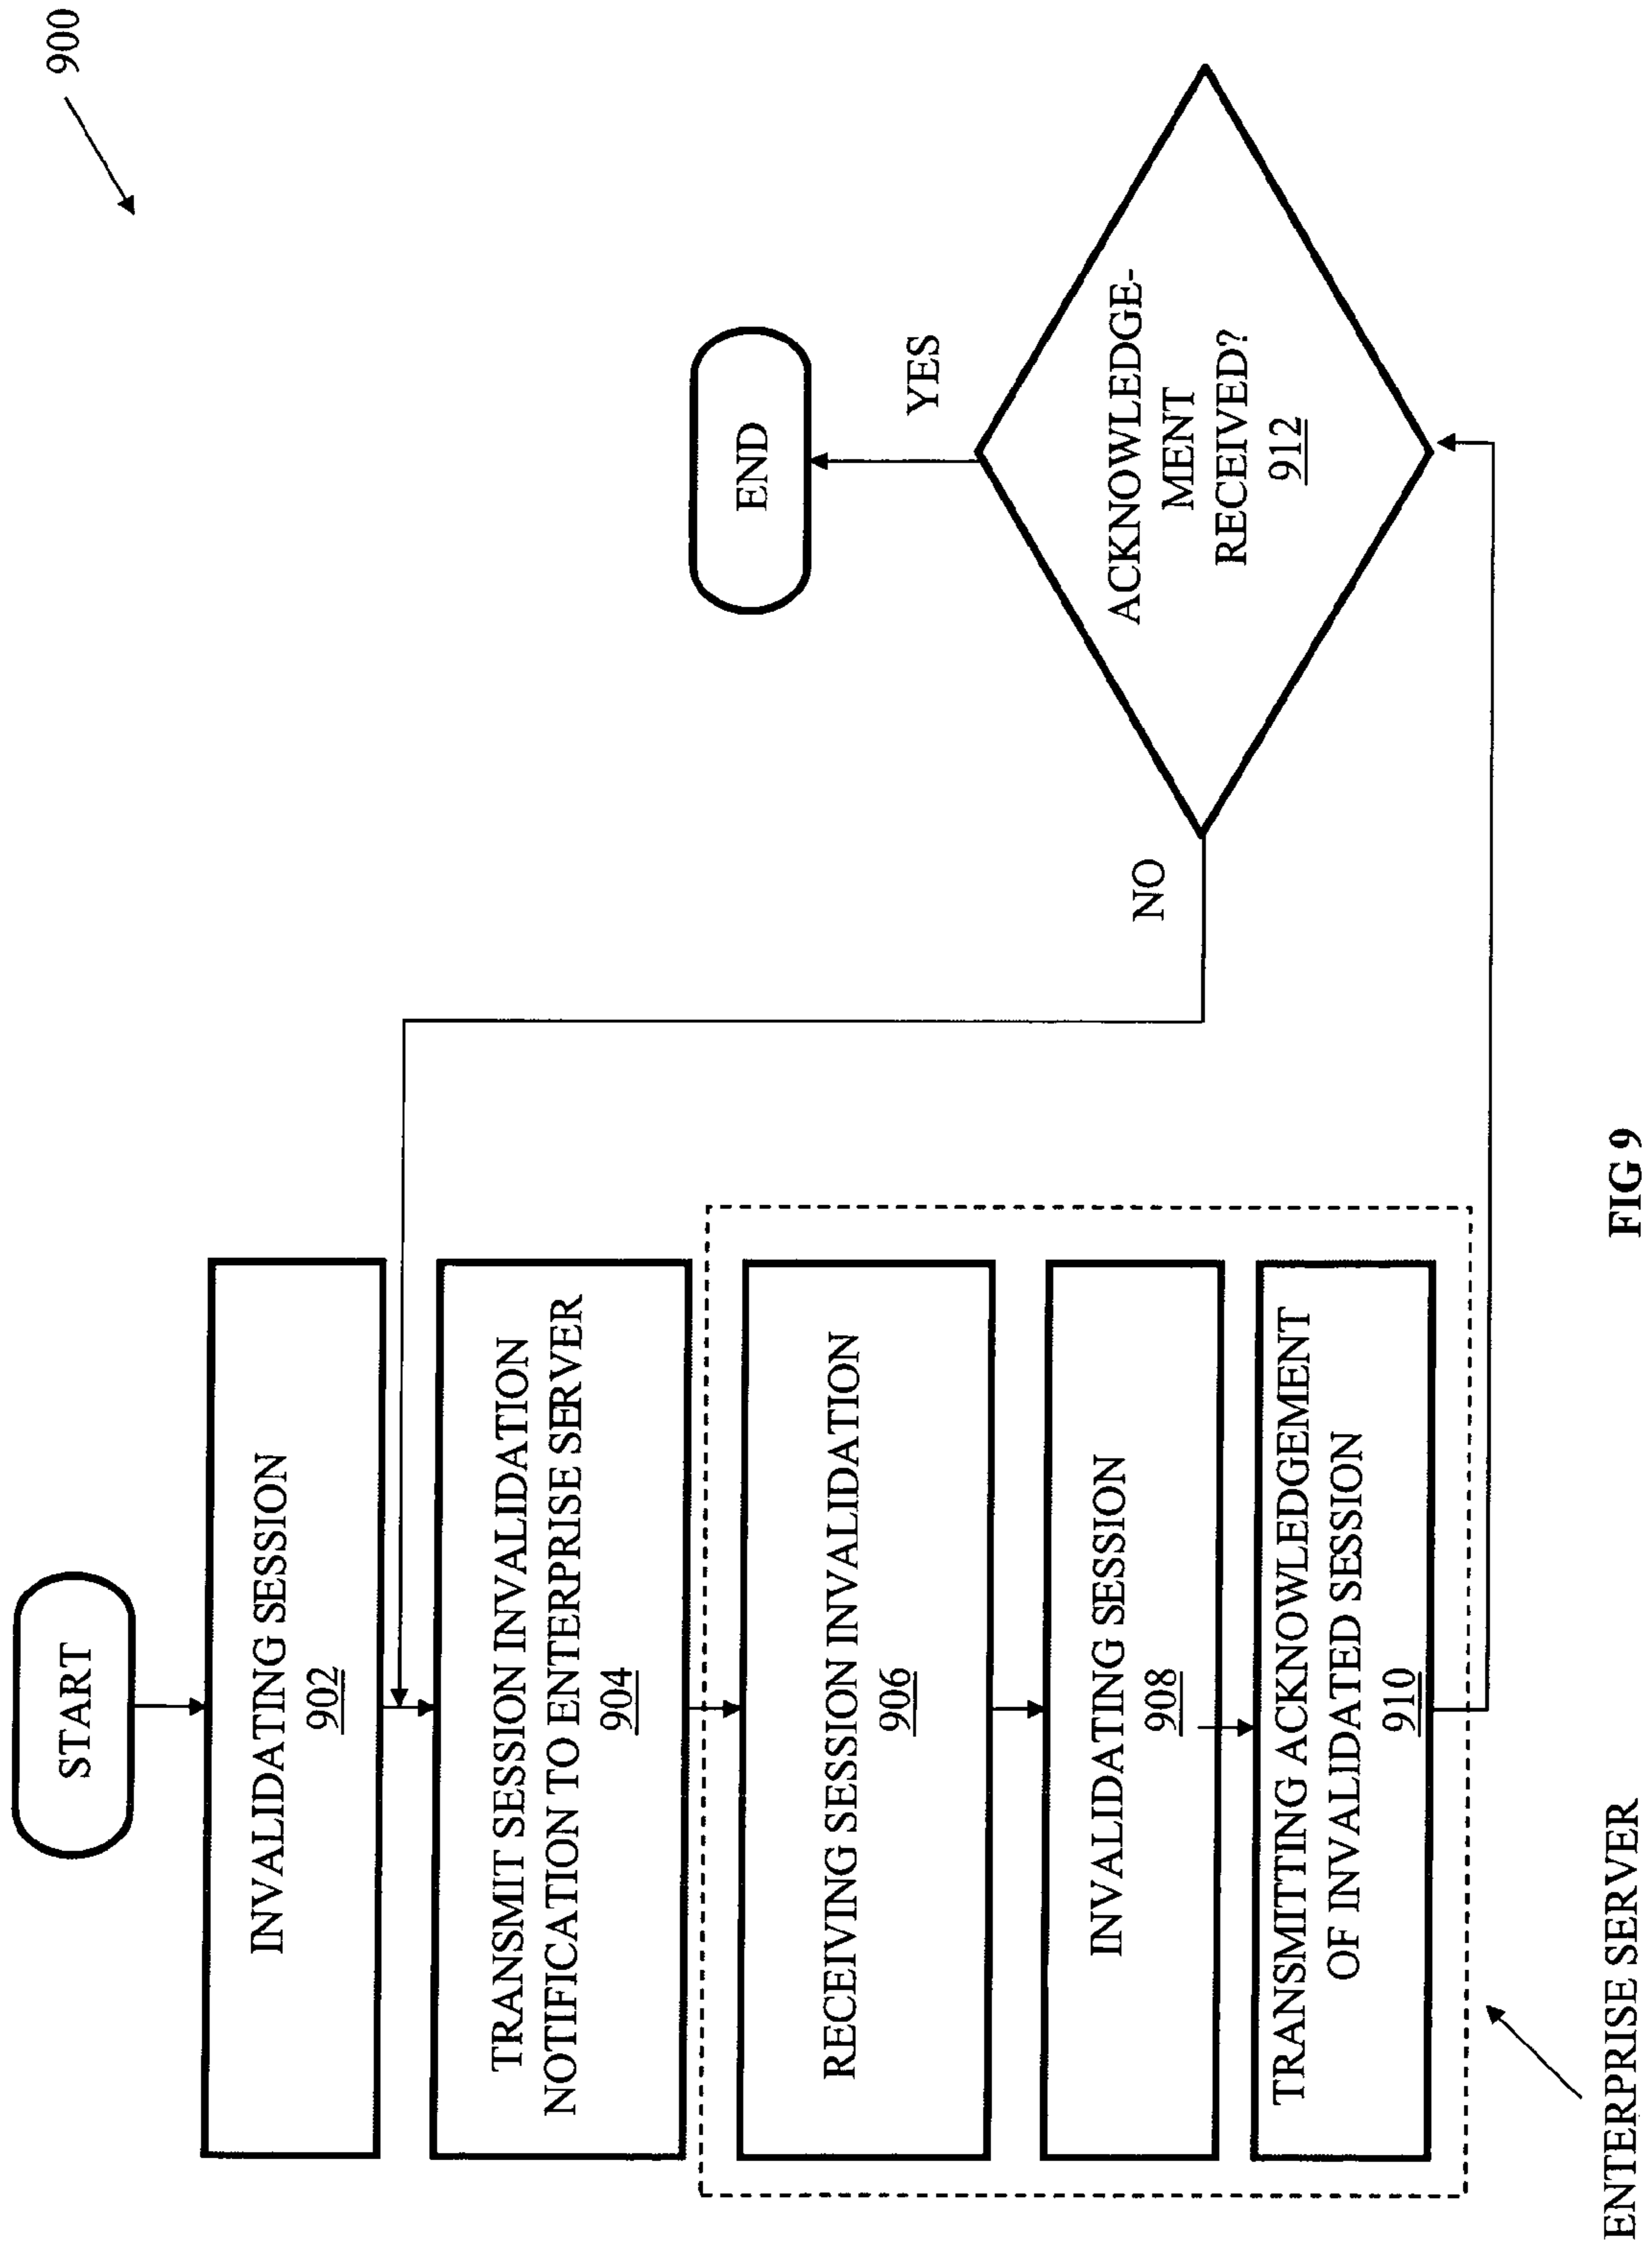 900
START
INVALIDATING SESSION
902
TRANSMIT SESSION INVALIDATION
NOTIFICATION TO ENTERPRISE SERVER
904
RECEIVING SESSION INVALIDATION
906
INVALIDATING SESSION
908
TRANSMITTING ACKNOWLEDGEMENT
OF INVALIDATED SESSION
910
ENTERPRISE SERVER
NO
ACKNOWLEDGE-
MENT
RECEIVED?
912
YES
END
FIG 9